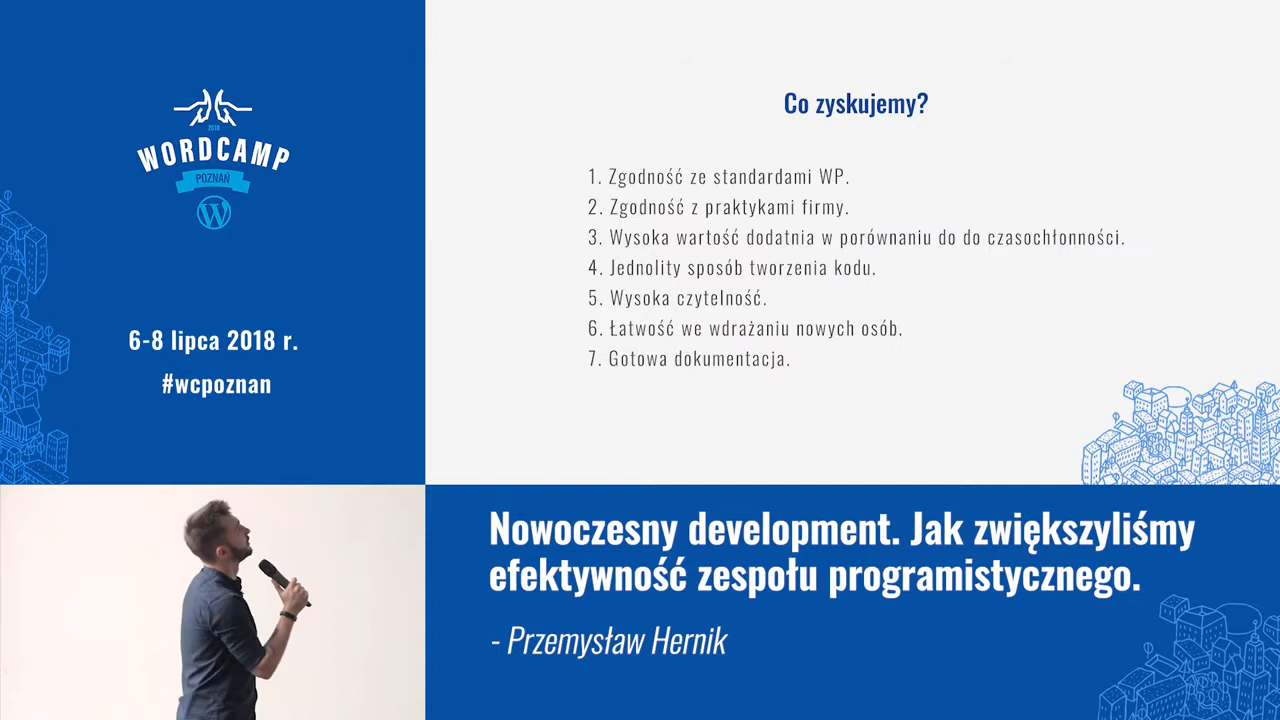 2018
WORDCAMP
POZNAŃ
6-8 lipca 2018 r.
#wcpoznan
Co zyskujemy?
1. Zgodność ze standardami WP.
2. Zgodność z praktykami firmy.
3. Wysoka wartość dodatnia w porównaniu do do czasochłonności.
4. Jednolity sposób tworzenia kodu.
5. Wysoka czytelność.
6. Łatwość we wdrażaniu nowych osób.
7. Gotowa dokumentacja.
Nowoczesny development. Jak zwiększyliśmy
efektywność zespołu programistycznego.
- Przemysław Hernik